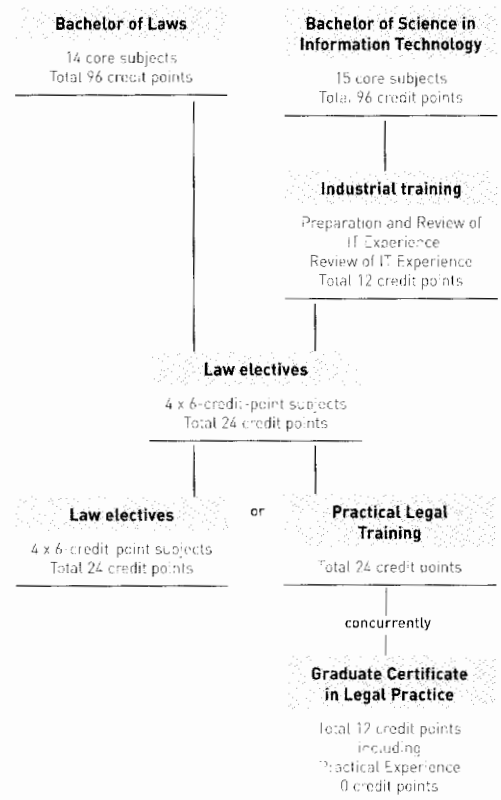 Bachelor of Laws
14 core subjects
Total 96 credit points
Bachelor of Science in
Information Technology
15 core subjects
Total 96 credit points
Industrial training
Preparation and Review of
IT Experience
Review of IT Experience
Total 12 credit points
Law electives
4 x 6-credit-point subjects
Total 24 credit points
Law electives
4 x 6-credit-point subjects
Total 24 credit points
or
Practical Legal
Training
Total 24 credit points
concurrently
Graduate Certificate
in Legal Practice
Total 12 credit points
including
Practical Experience
0 credit points